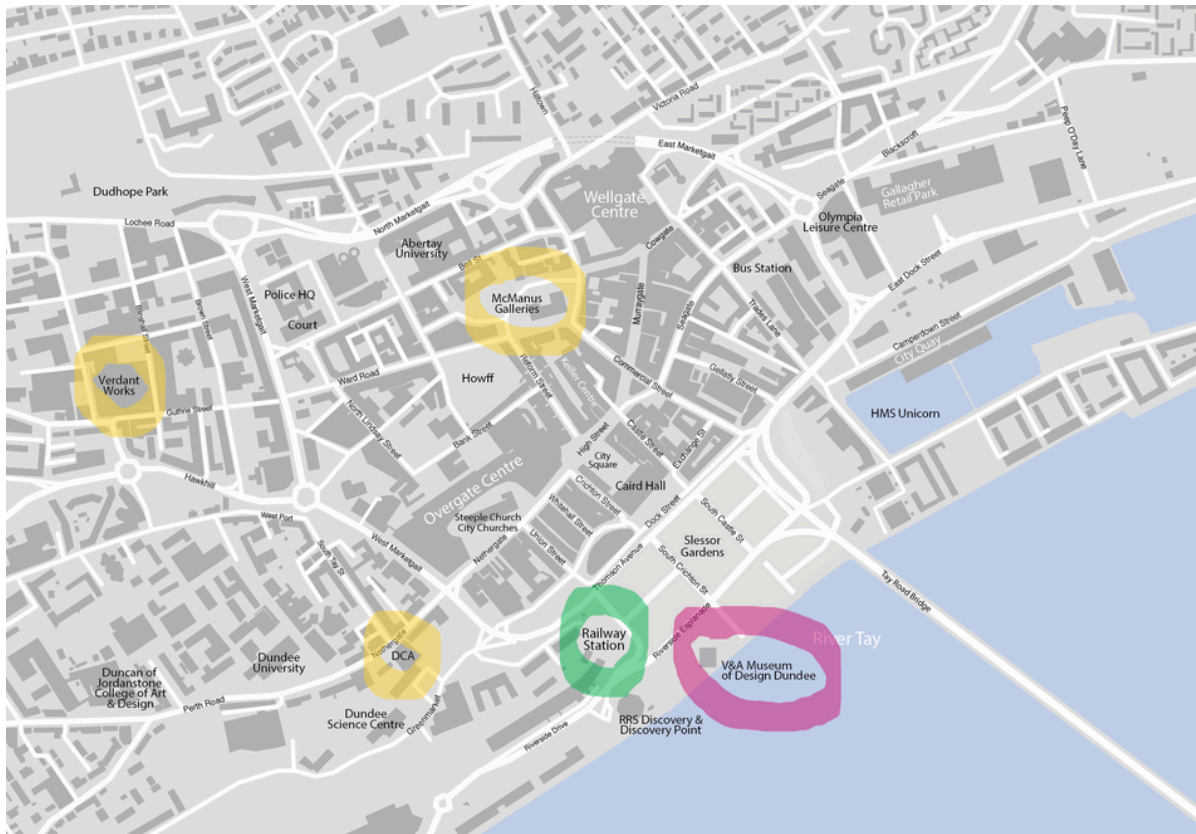 Hilltown
Victoria Road
East Marketgait
Peep O'Day Lane
Blackscroft
Dudhope Park
Wellgate
Centre
Seagate
Gallagher
Retail Park
Lochee Road
North Marketgait
Olympia
Leisure Centre
Abertay
University
Cowgate
Bell St
Bus Station
East Dock Street
West Marketgait
Police HQ
McManus
Galleries
Brown Street
Court
Murraygate
Seagate
Trades Lane
Camperdown Street
City Quay
Verdant
Works
Ward Road
Howff
Reform Street
Keiller Centre
Commercial Street
Gellatly Street
Guthrie Street
North Lindsay Street
Bank Street
High Street
Castle Street
Exchange St
HMS Unicorn
City
Square
Hawkhill
Overgate Centre
Crichton Street
Caird Hall
West Port
Steeple Church
City Churches
Whitehall Street
Dock Street
South Castle St
West Marketgait
South Tay St
Nethergate
Union Street
Thomson Avenue
Slessor
Gardens
South Crichton St
Tay Road Bridge
Nethergate
DCA
Railway
Station
Riverside Esplanade
River Tay
Dundee
University
V&A Museum
of Design Dundee
Duncan of
Jordanstone
College of Art
& Design
Perth Road
Dundee
Science Centre
Greenmarket
RRS Discovery &
Discovery Point
Riverside Drive